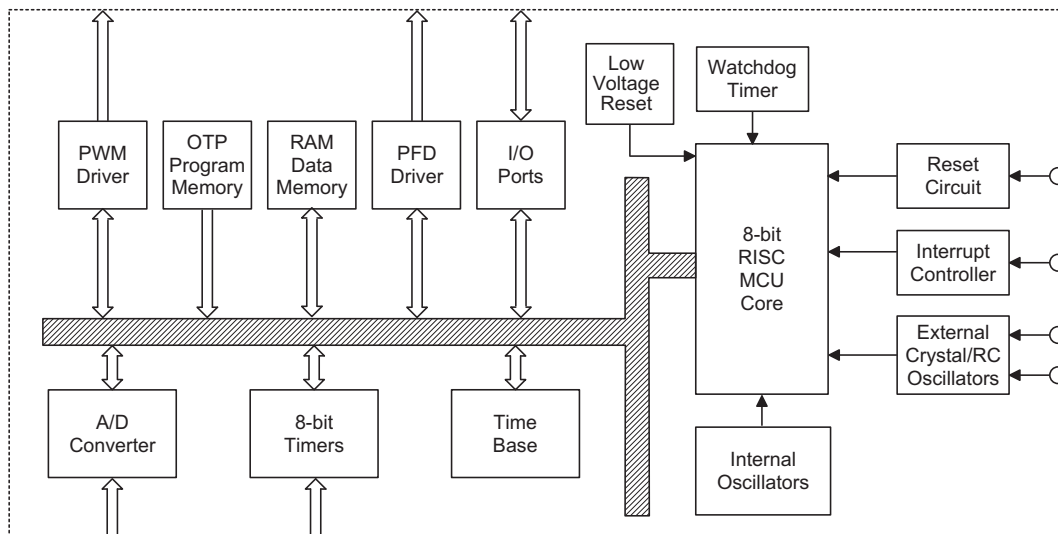 Low
Voltage
Reset
Watchdog
Timer
PWM
Driver
OTP
Program
Memory
RAM
Data
Memory
PFD
Driver
I/O
Ports
8-bit
RISC
MCU
Core
Reset
Circuit
Interrupt
Controller
External
Crystal/RC
Oscillators
A/D
Converter
8-bit
Timers
Time
Base
Internal
Oscillators